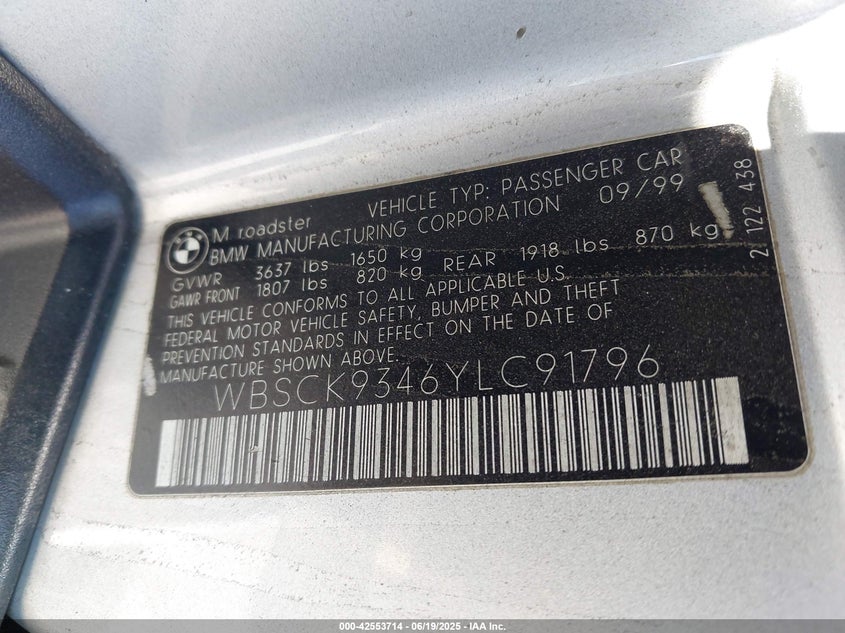 BMW
M roadster VEHICLE TYP: PASSENGER CAR
BMW MANUFACTURING CORPORATION 09/99
GVWR 3637 lbs 1650 kg
GAWR FRONT 1807 lbs 820 kg REAR 1918 lbs 870 kg
THIS VEHICLE CONFORMS TO ALL APPLICABLE U.S.
FEDERAL MOTOR VEHICLE SAFETY, BUMPER AND THEFT
PREVENTION STANDARDS IN EFFECT ON THE DATE OF
MANUFACTURE SHOWN ABOVE.
WBSCK9346YLC91796
2 122 438
000-42553714 - 06/19/2025 - IAA Inc.